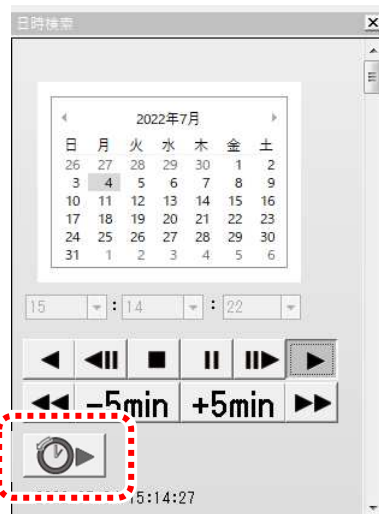 日時検索
2022年7月
日 月 火 水 木 金 土
26 27 28 29 30 1 2
3 4 5 6 7 8 9
10 11 12 13 14 15 16
17 18 19 20 21 22 23
24 25 26 27 28 29 30
31 1 2 3 4 5 6
15 : 14 : 22
-5min +5min
15:14:27